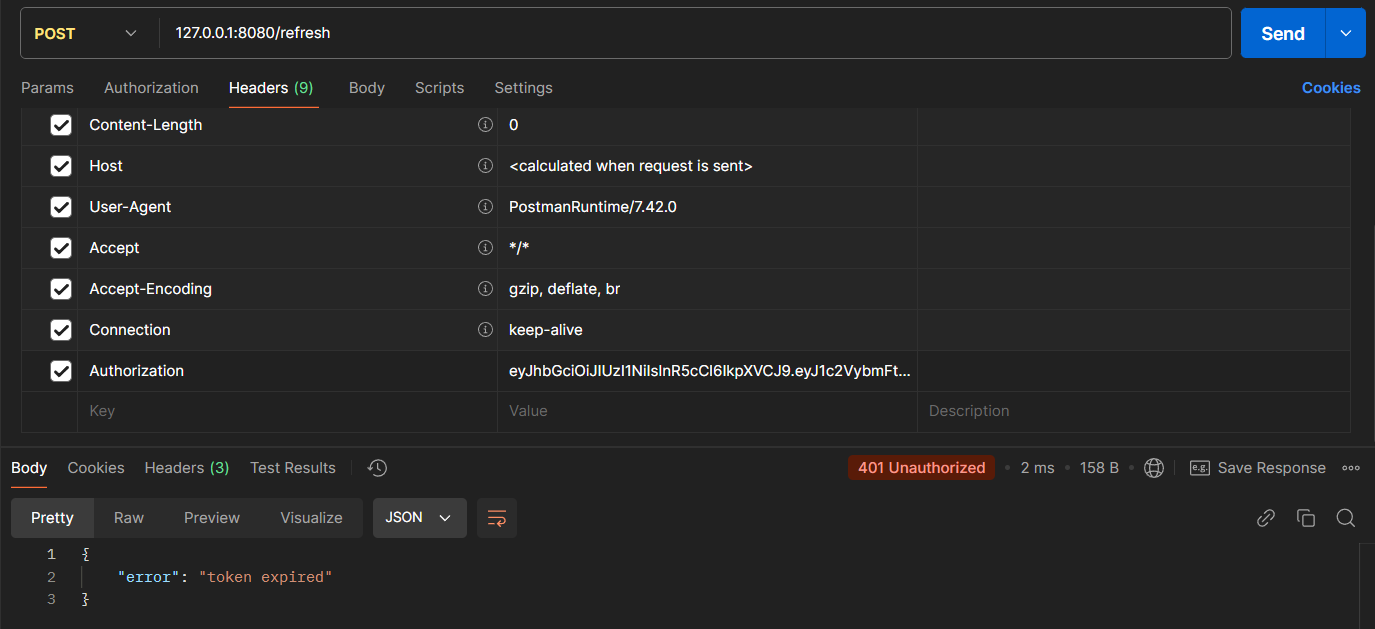 POST 127.0.0.1:8080/refresh Send
Params Authorization Headers (9) Body Scripts Settings Cookies
Content-Length 0
Host <calculated when request is sent>
User-Agent PostmanRuntime/7.42.0
Accept */*
Accept-Encoding gzip, deflate, br
Connection keep-alive
Authorization eyJhbGciOiJIUzI1NiIsInR5cCI6IkpXVCJ9.eyJ1c2VybmFt...
Key Value Description
Body Cookies Headers (3) Test Results 401 Unauthorized • 2 ms • 158 B • e.g. Save Response
Pretty Raw Preview Visualize JSON
1 {
2 "error": "token expired"
3 }